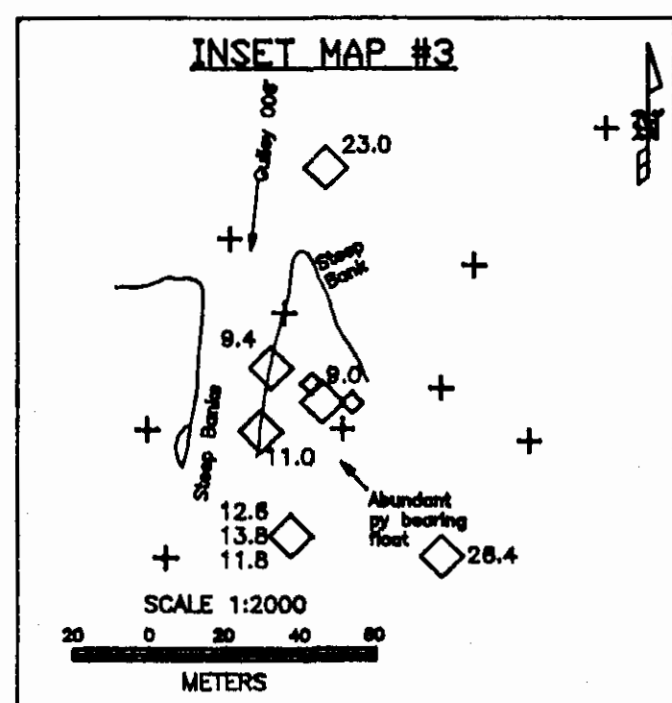 INSET MAP #3
Gulley 006°
23.0
Steep
Bank
9.4
9.0
Steep Banks
11.0
Abundant
py bearing
float
12.6
13.8
11.8
26.4
SCALE 1:2000
20 0 20 40 60
METERS